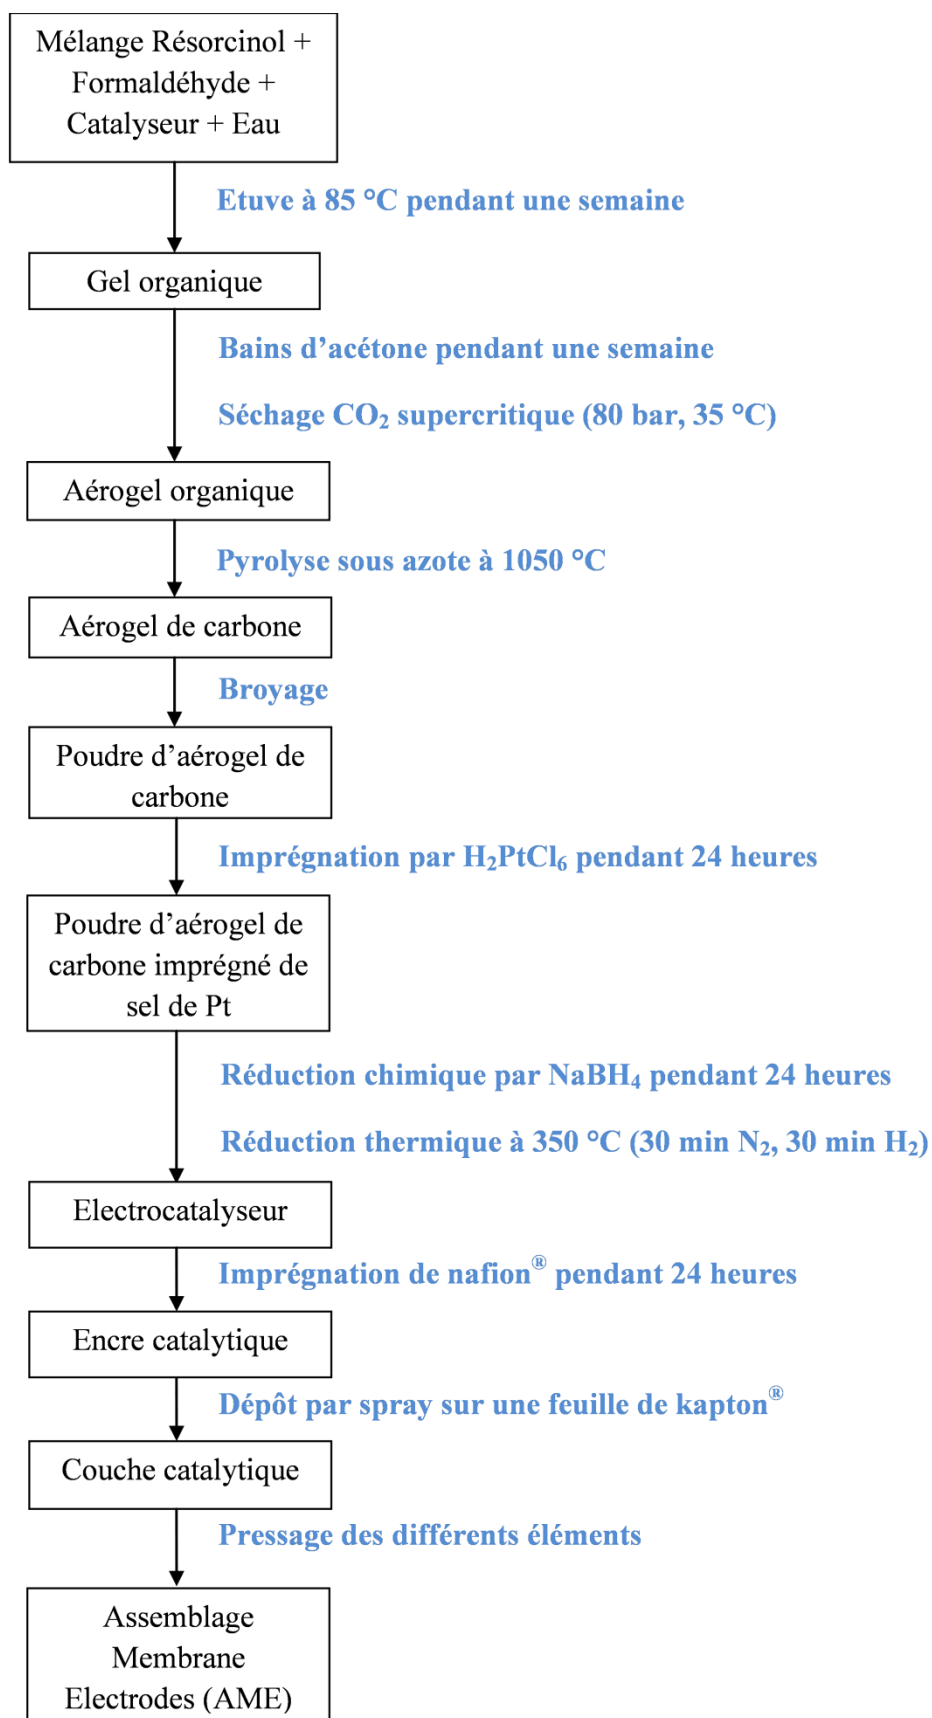 Mélange Résorcinol +
Formaldéhyde +
Catalyseur + Eau
Etuve à 85 °C pendant une semaine
Gel organique
Bains d’acétone pendant une semaine
Séchage CO₂ supercritique (80 bar, 35 °C)
Aérogel organique
Pyrolyse sous azote à 1050 °C
Aérogel de carbone
Broyage
Poudre d’aérogel de
carbone
Imprégnation par H₂PtCl₆ pendant 24 heures
Poudre d’aérogel de
carbone imprégné de
sel de Pt
Réduction chimique par NaBH₄ pendant 24 heures
Réduction thermique à 350 °C (30 min N₂, 30 min H₂)
Electrocatalyseur
Imprégnation de nafion® pendant 24 heures
Encre catalytique
Dépôt par spray sur une feuille de kapton®
Couche catalytique
Pressage des différents éléments
Assemblage
Membrane
Electrodes (AME)